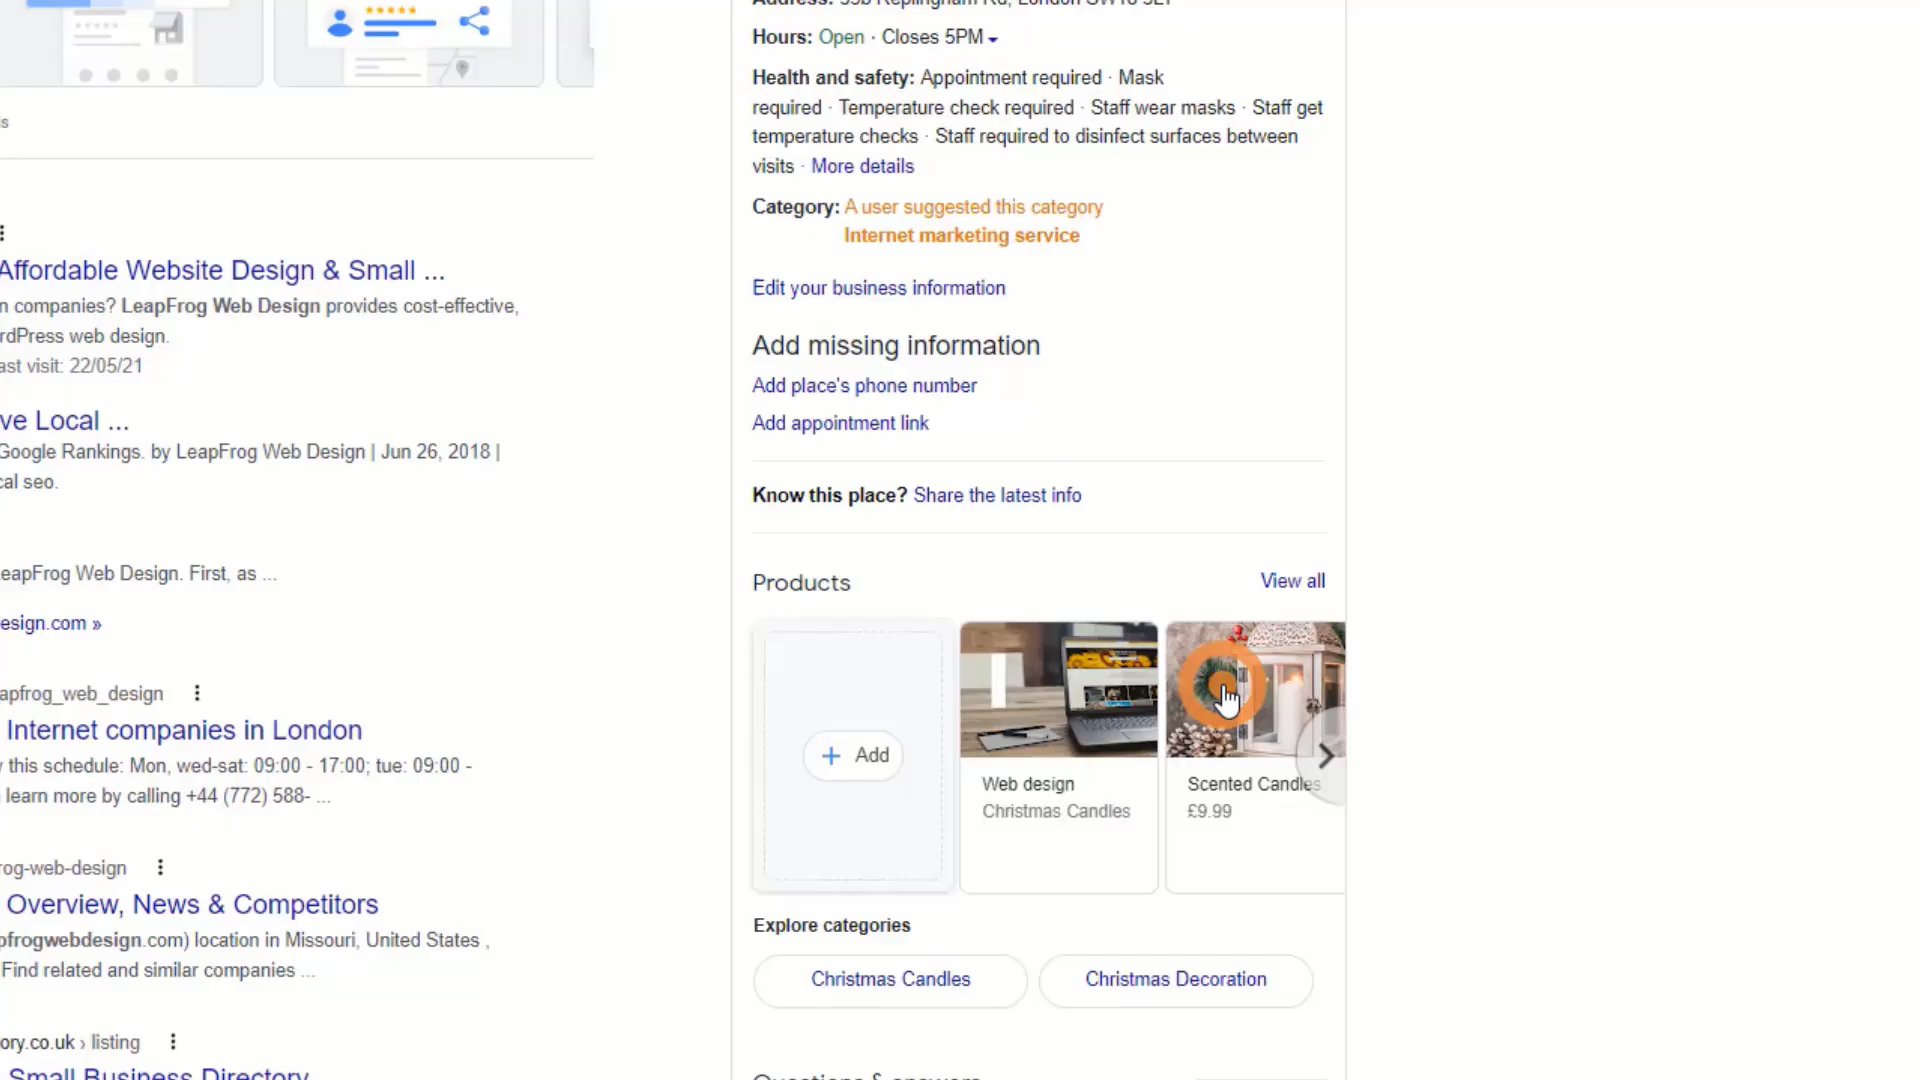 is
Affordable Website Design & Small ...
n companies? LeapFrog Web Design provides cost-effective,
rdPress web design.
ast visit: 22/05/21
ve Local ...
Google Rankings. by LeapFrog Web Design | Jun 26, 2018 |
cal seo.
eapFrog Web Design. First, as ...
esign.com »
apfrog_web_design
Internet companies in London
this schedule: Mon, wed-sat: 09:00 - 17:00; tue: 09:00 -
learn more by calling +44 (772) 588- ...
rog-web-design
Overview, News & Competitors
pfrogwebdesign.com) location in Missouri, United States ,
Find related and similar companies ...
ory.co.uk › listing
Small Business Directory
Hours: Open · Closes 5PM
Health and safety: Appointment required · Mask
required · Temperature check required · Staff wear masks · Staff get
temperature checks · Staff required to disinfect surfaces between
visits · More details
Category: A user suggested this category
Internet marketing service
Edit your business information
Add missing information
Add place's phone number
Add appointment link
Know this place? Share the latest info
Products
View all
+ Add
Web design
Christmas Candles
Scented Candles
£9.99
Explore categories
Christmas Candles
Christmas Decoration
Questions & answers